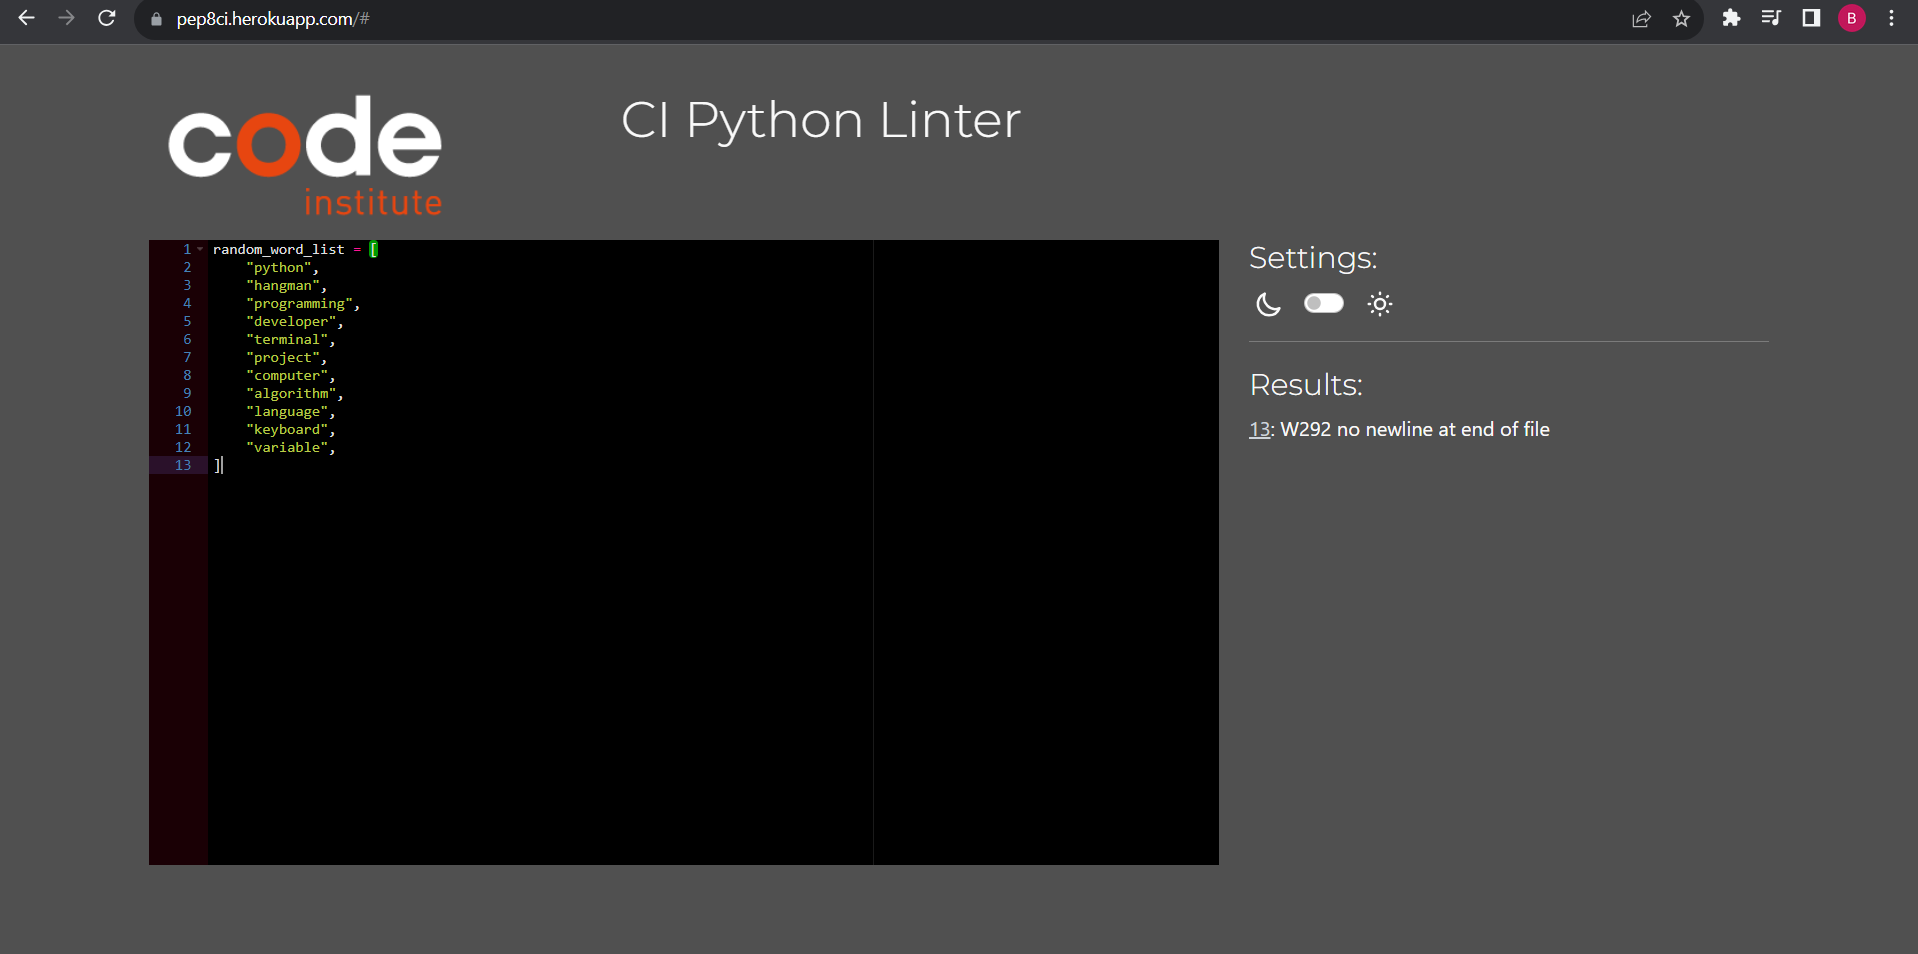 pep8ci.herokuapp.com/#
B
code
institute
CI Python Linter
1 random_word_list = [
2 "python",
3 "hangman",
4 "programming",
5 "developer",
6 "terminal",
7 "project",
8 "computer",
9 "algorithm",
10 "language",
11 "keyboard",
12 "variable",
13 ]
Settings:
Results:
13: W292 no newline at end of file